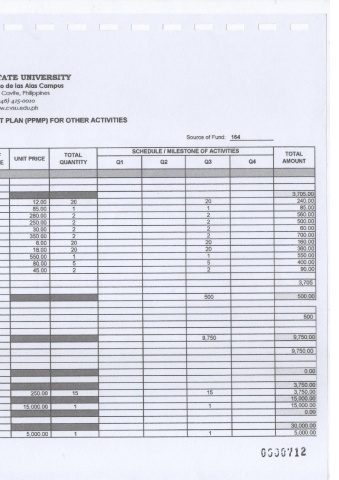 TATE UNIVERSITY
o de las Alas Campus
Cavite, Philippines
(46) 415-0010
w.cvsu.edu.ph
T PLAN (PPMP) FOR OTHER ACTIVITIES
Source of Fund: 164
E UNIT PRICE TOTAL QUANTITY SCHEDULE / MILESTONE OF ACTIVITIES TOTAL AMOUNT
Q1 Q2 Q3 Q4
3,705.00
12.00 20 20 240.00
85.00 1 1 85.00
280.00 2 2 560.00
250.00 2 2 500.00
30.00 2 2 60.00
350.00 2 2 700.00
8.00 20 20 160.00
18.00 20 20 360.00
550.00 1 1 550.00
80.00 5 5 400.00
45.00 2 2 90.00
3,705
500 500.00
500
9,750 9,750.00
9,750.00
0.00
3,750.00
250.00 15 15 3,750.00
15,000.00
15,000.00 1 1 15,000.00
0.00
30,000.00
5,000.00 1 1 5,000.00
0000712